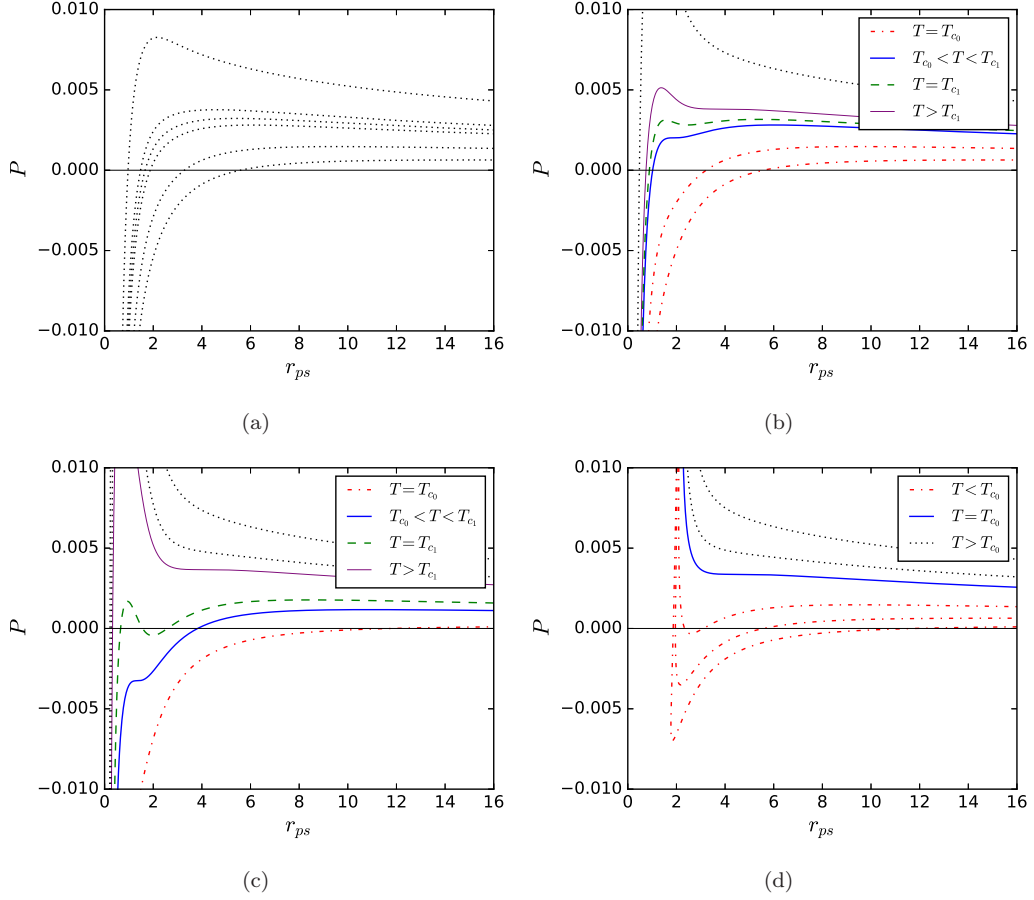 0.010
0.005
0.000
−0.005
−0.010
P
0 2 4 6 8 10 12 14 16
r_ps
(a)
0.010
0.005
0.000
−0.005
−0.010
P
T = T_c0
T_c0 < T < T_c1
T = T_c1
T > T_c1
0 2 4 6 8 10 12 14 16
r_ps
(b)
0.010
0.005
0.000
−0.005
−0.010
P
T = T_c0
T_c0 < T < T_c1
T = T_c1
T > T_c1
0 2 4 6 8 10 12 14 16
r_ps
(c)
0.010
0.005
0.000
−0.005
−0.010
P
T < T_c0
T = T_c0
T > T_c0
0 2 4 6 8 10 12 14 16
r_ps
(d)